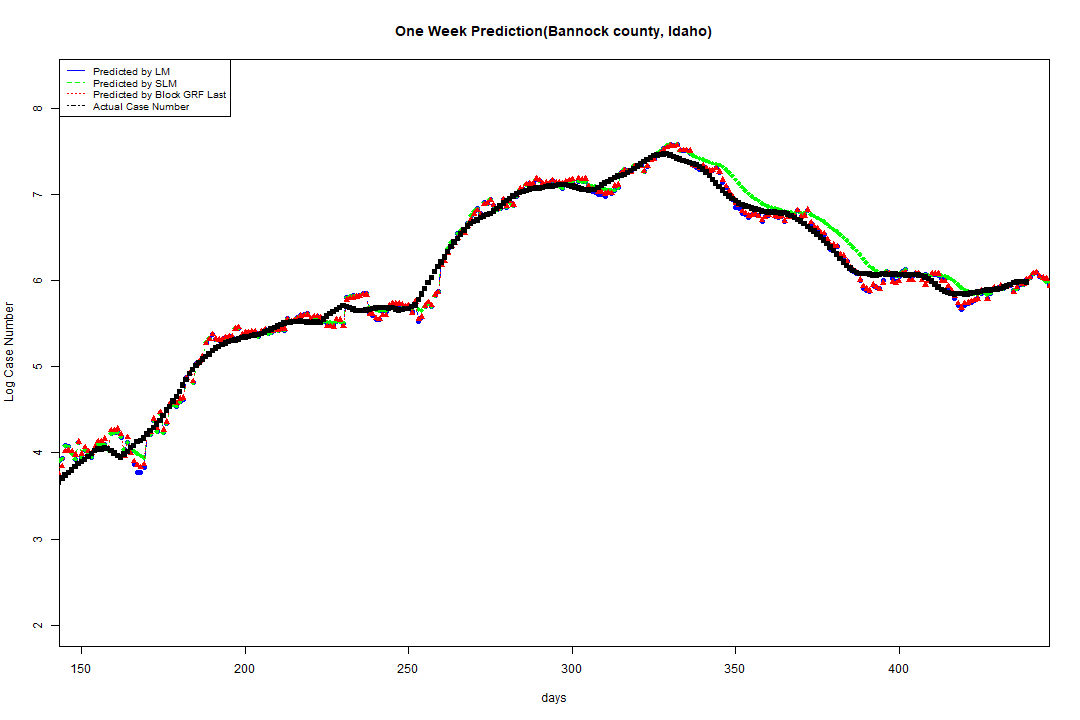 One Week Prediction(Bannock county, Idaho)
Predicted by LM
Predicted by SLM
Predicted by Block GRF Last
Actual Case Number
8
7
6
5
4
3
2
Log Case Number
150 200 250 300 350 400
days